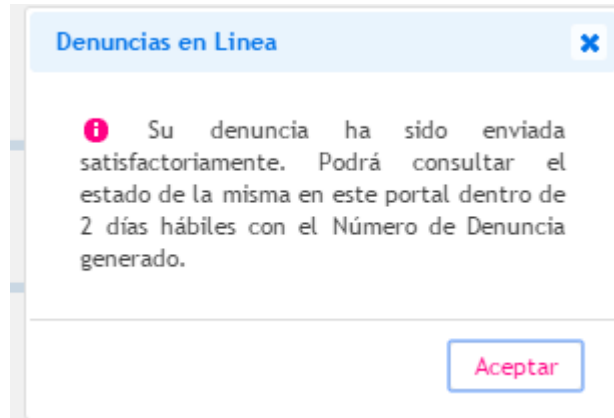 Denuncias en Linea
Su denuncia ha sido enviada
satisfactoriamente. Podrá consultar el
estado de la misma en este portal dentro de
2 días hábiles con el Número de Denuncia
generado.
Aceptar